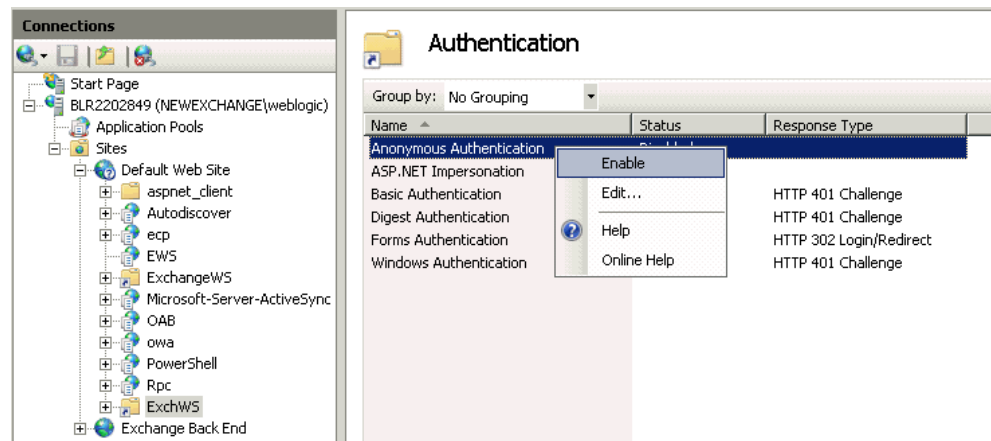 Connections
Start Page
BLR2202849 (NEWEXCHANGE\weblogic)
Application Pools
Sites
Default Web Site
aspnet_client
Autodiscover
ecp
EWS
ExchangeWS
Microsoft-Server-ActiveSync
OAB
owa
PowerShell
Rpc
ExchWS
Exchange Back End
Authentication
Group by: No Grouping
Name Status Response Type
Anonymous Authentication
ASP.NET Impersonation
Basic Authentication HTTP 401 Challenge
Digest Authentication HTTP 401 Challenge
Forms Authentication HTTP 302 Login/Redirect
Windows Authentication HTTP 401 Challenge
Enable
Edit...
Help
Online Help